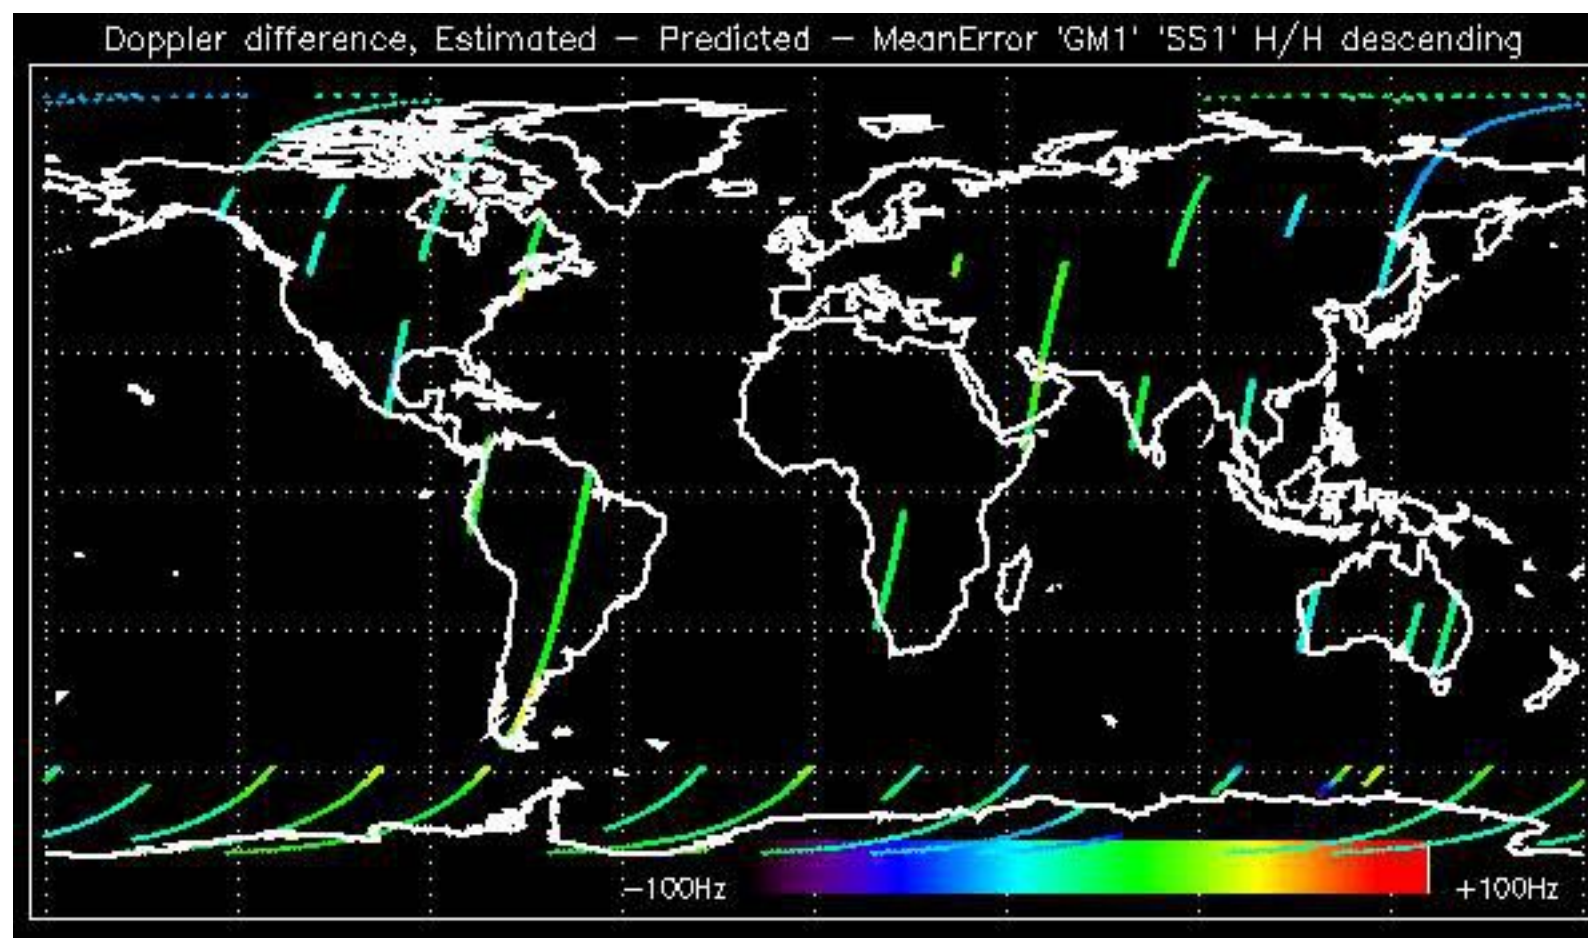 Doppler difference, Estimated – Predicted – MeanError 'GM1' 'SS1' H/H descending
–100Hz
+100Hz